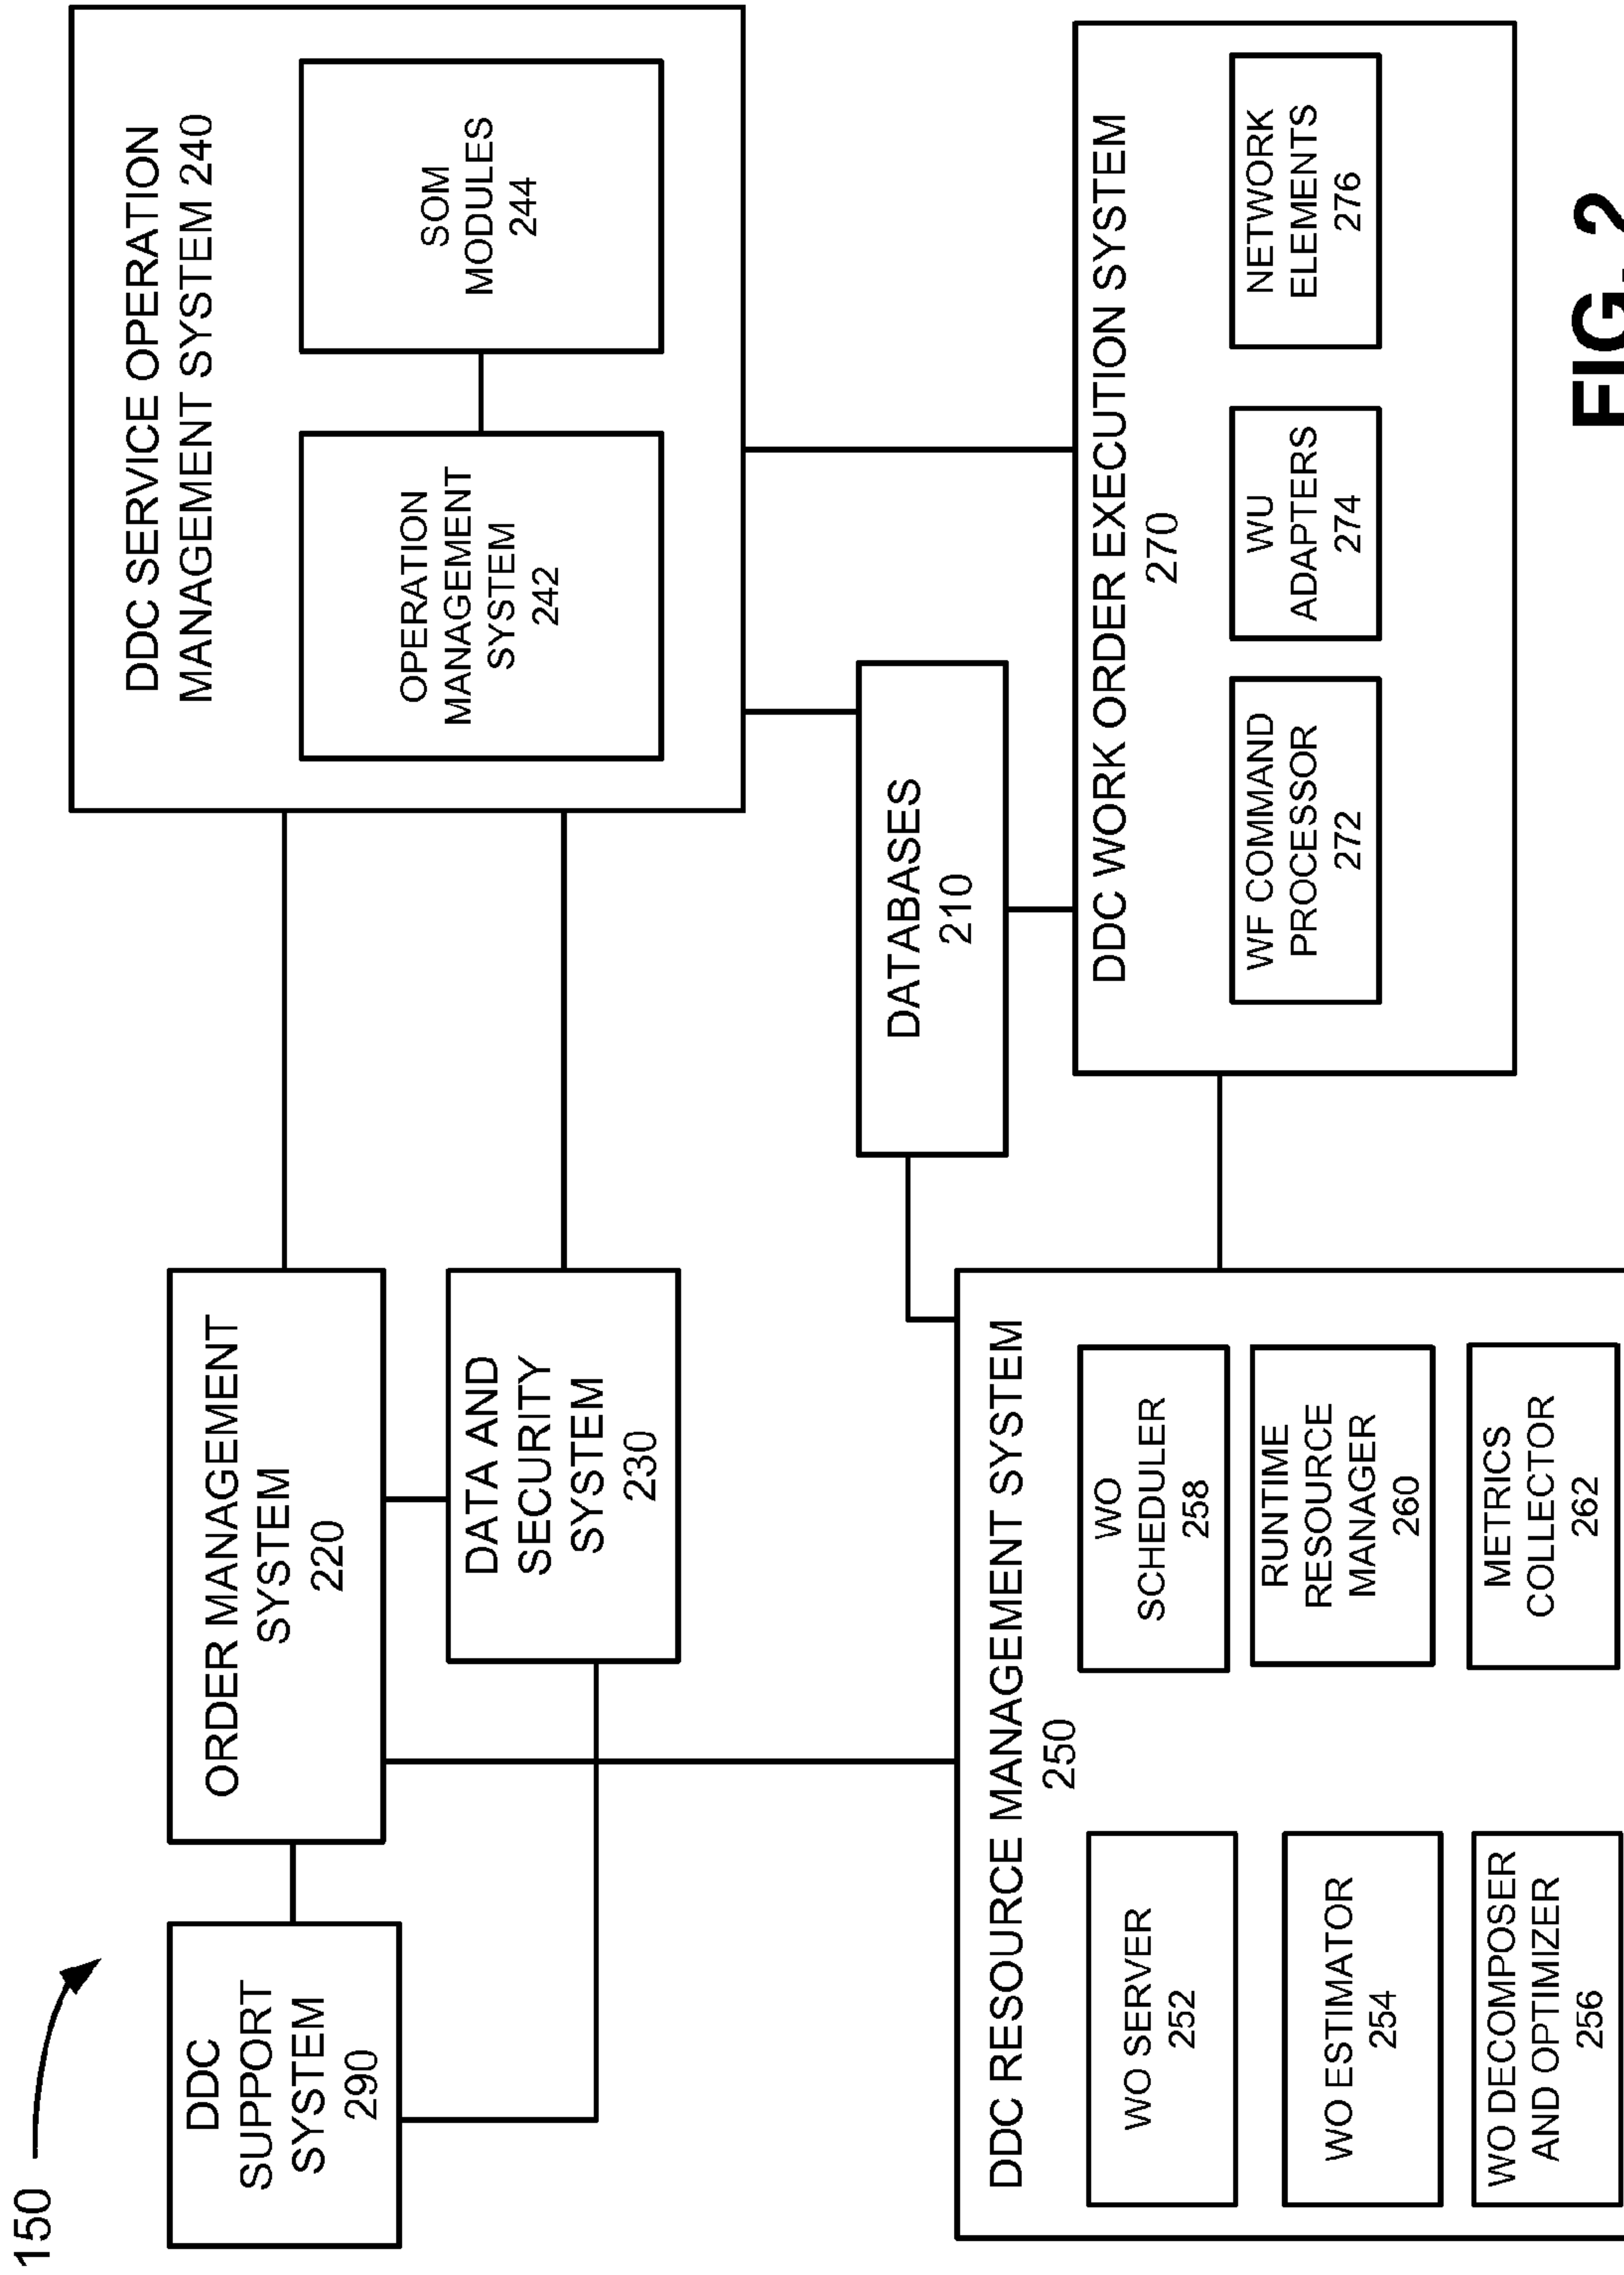 150
DDC
SUPPORT
SYSTEM
290
ORDER MANAGEMENT
SYSTEM
220
DATA AND
SECURITY
SYSTEM
230
DDC SERVICE OPERATION
MANAGEMENT SYSTEM 240
OPERATION
MANAGEMENT
SYSTEM
242
SOM
MODULES
244
DATABASES
210
DDC RESOURCE MANAGEMENT SYSTEM
250
WO SERVER
252
WO ESTIMATOR
254
WO DECOMPOSER
AND OPTIMIZER
256
WO
SCHEDULER
258
RUNTIME
RESOURCE
MANAGER
260
METRICS
COLLECTOR
262
DDC WORK ORDER EXECUTION SYSTEM
270
WF COMMAND
PROCESSOR
272
WU
ADAPTERS
274
NETWORK
ELEMENTS
276
FIG. 2